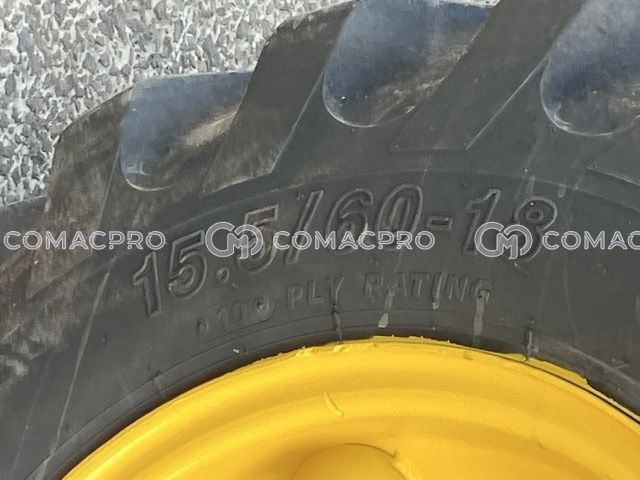 15.5/60-18
•10• PLY RATING
COMACPRO COMACPRO COMACPRO